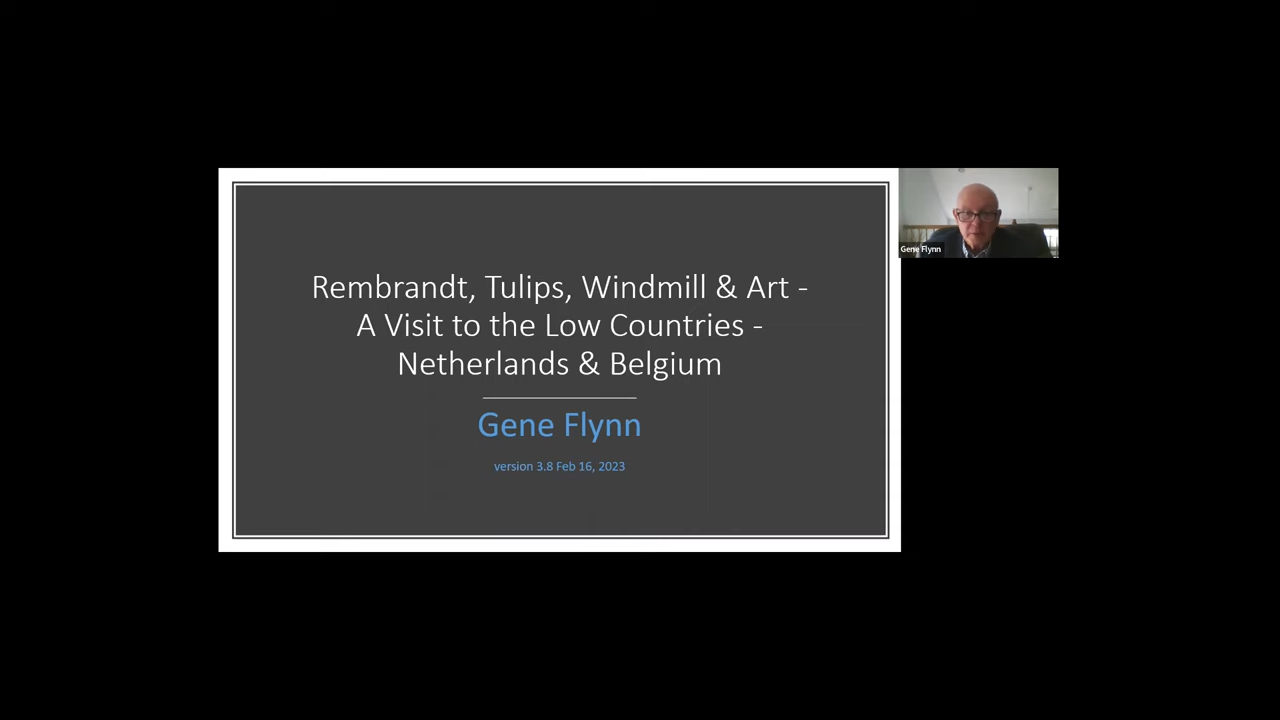 Rembrandt, Tulips, Windmill & Art -
A Visit to the Low Countries -
Netherlands & Belgium
Gene Flynn
version 3.8 Feb 16, 2023
Gene Flynn